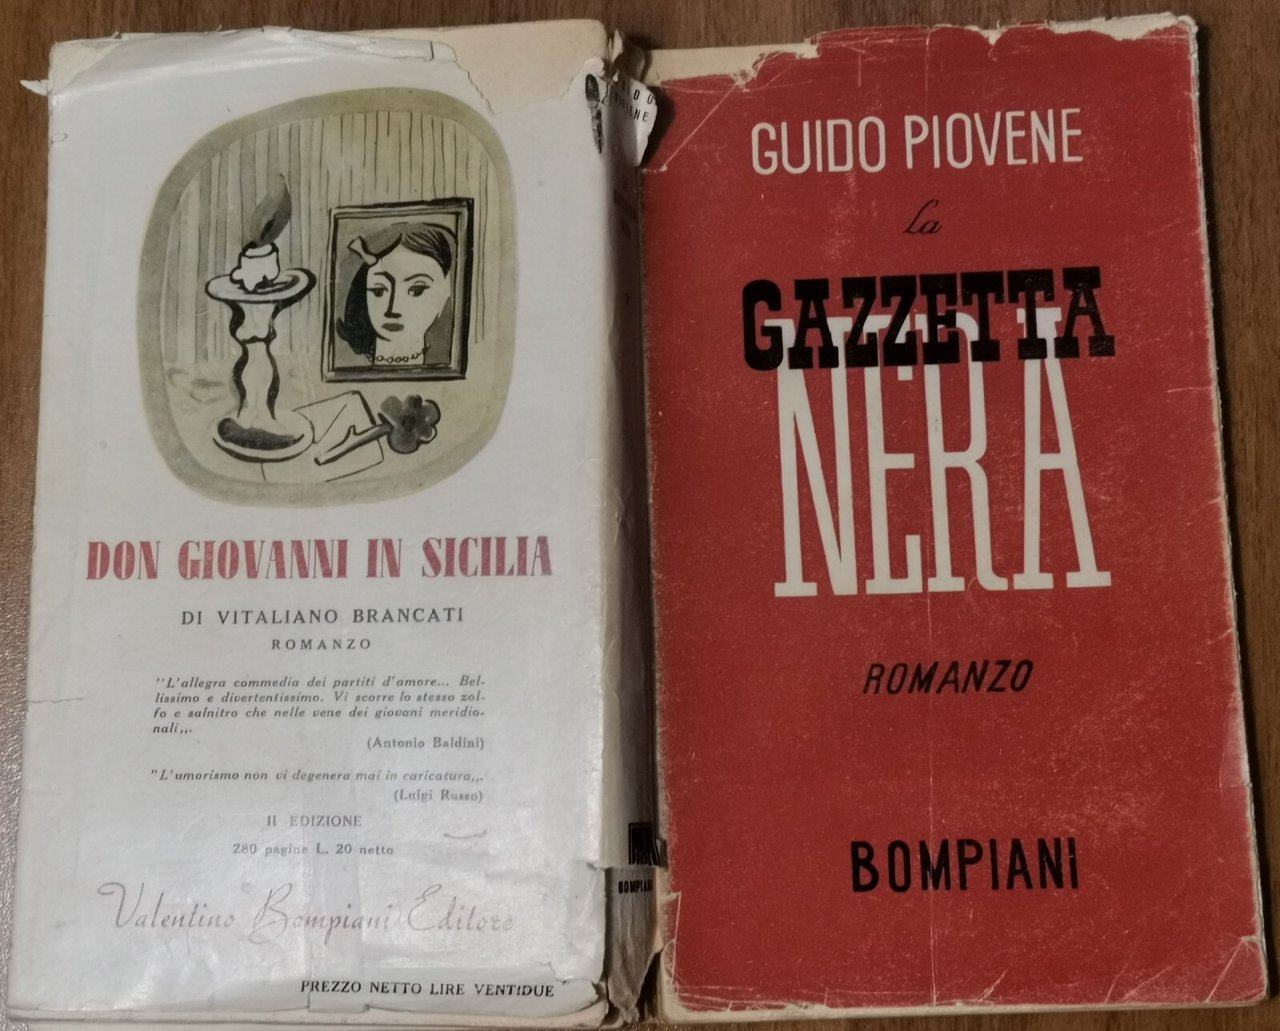 DON GIOVANNI IN SICILIA
DI VITALIANO BRANCATI
ROMANZO
"L'allegra commedia dei partiti d'amore... Bel-
lissimo e divertentissimo. Vi scorre lo stesso zol-
fo e salnitro che nelle vene dei giovani meridio-
nali„.
(Antonio Baldini)
"L'umorismo non vi degenera mai in caricatura„.
(Luigi Russo)
II EDIZIONE
280 pagine L. 20 netto
Valentino Bompiani Editore
PREZZO NETTO LIRE VENTIDUE
BOMPIANI
GUIDO PIOVENE
La
GAZZETTA
NERA
ROMANZO
BOMPIANI